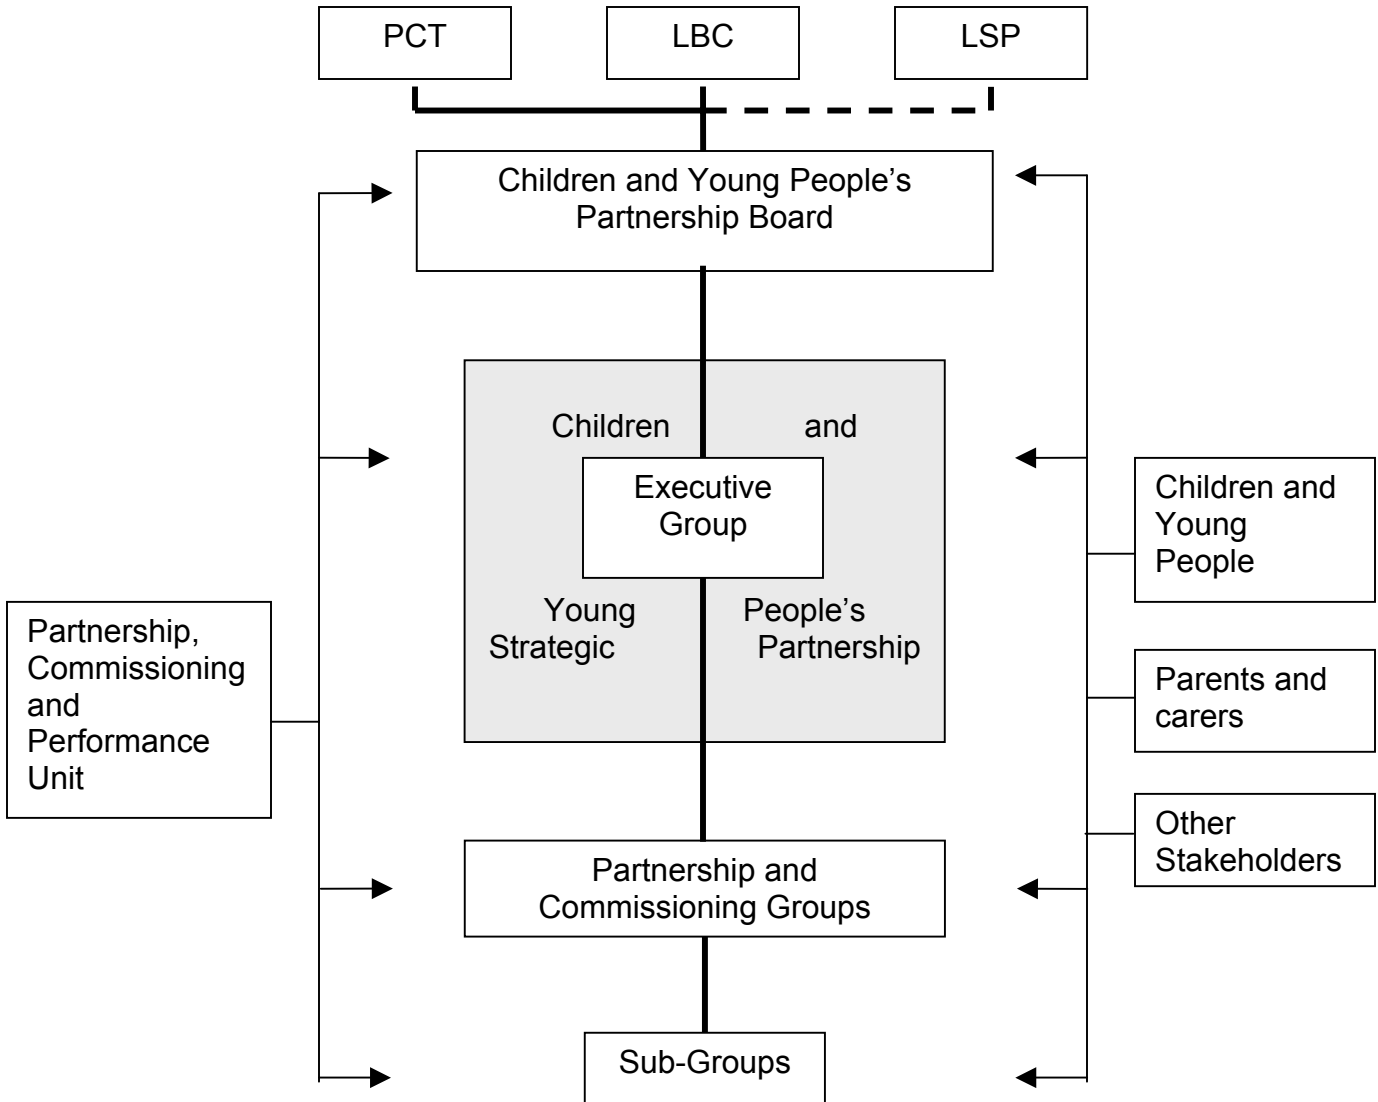 PCT
LBC
LSP
Children and Young People’s
Partnership Board
Children and
Executive
Group
Young People’s
Strategic Partnership
Children and
Young
People
Partnership,
Commissioning
and
Performance
Unit
Parents and
carers
Other
Stakeholders
Partnership and
Commissioning Groups
Sub-Groups